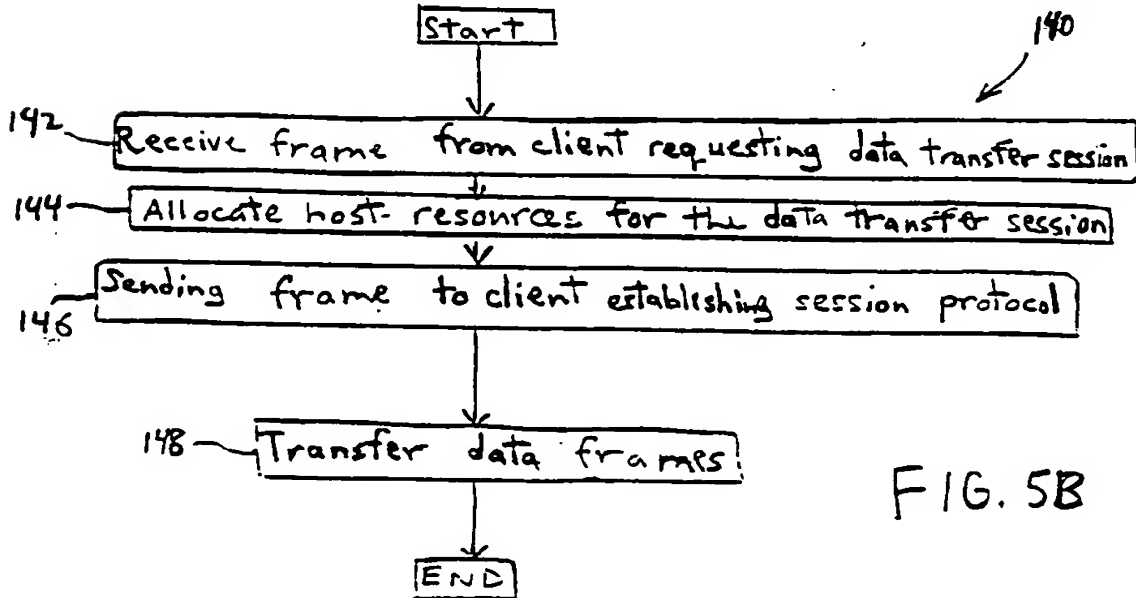 Start
140
142
Receive frame from client requesting data transfer session
144
Allocate host resources for the data transfer session
146
Sending frame to client establishing session protocol
148
Transfer data frames
FIG. 5B
END